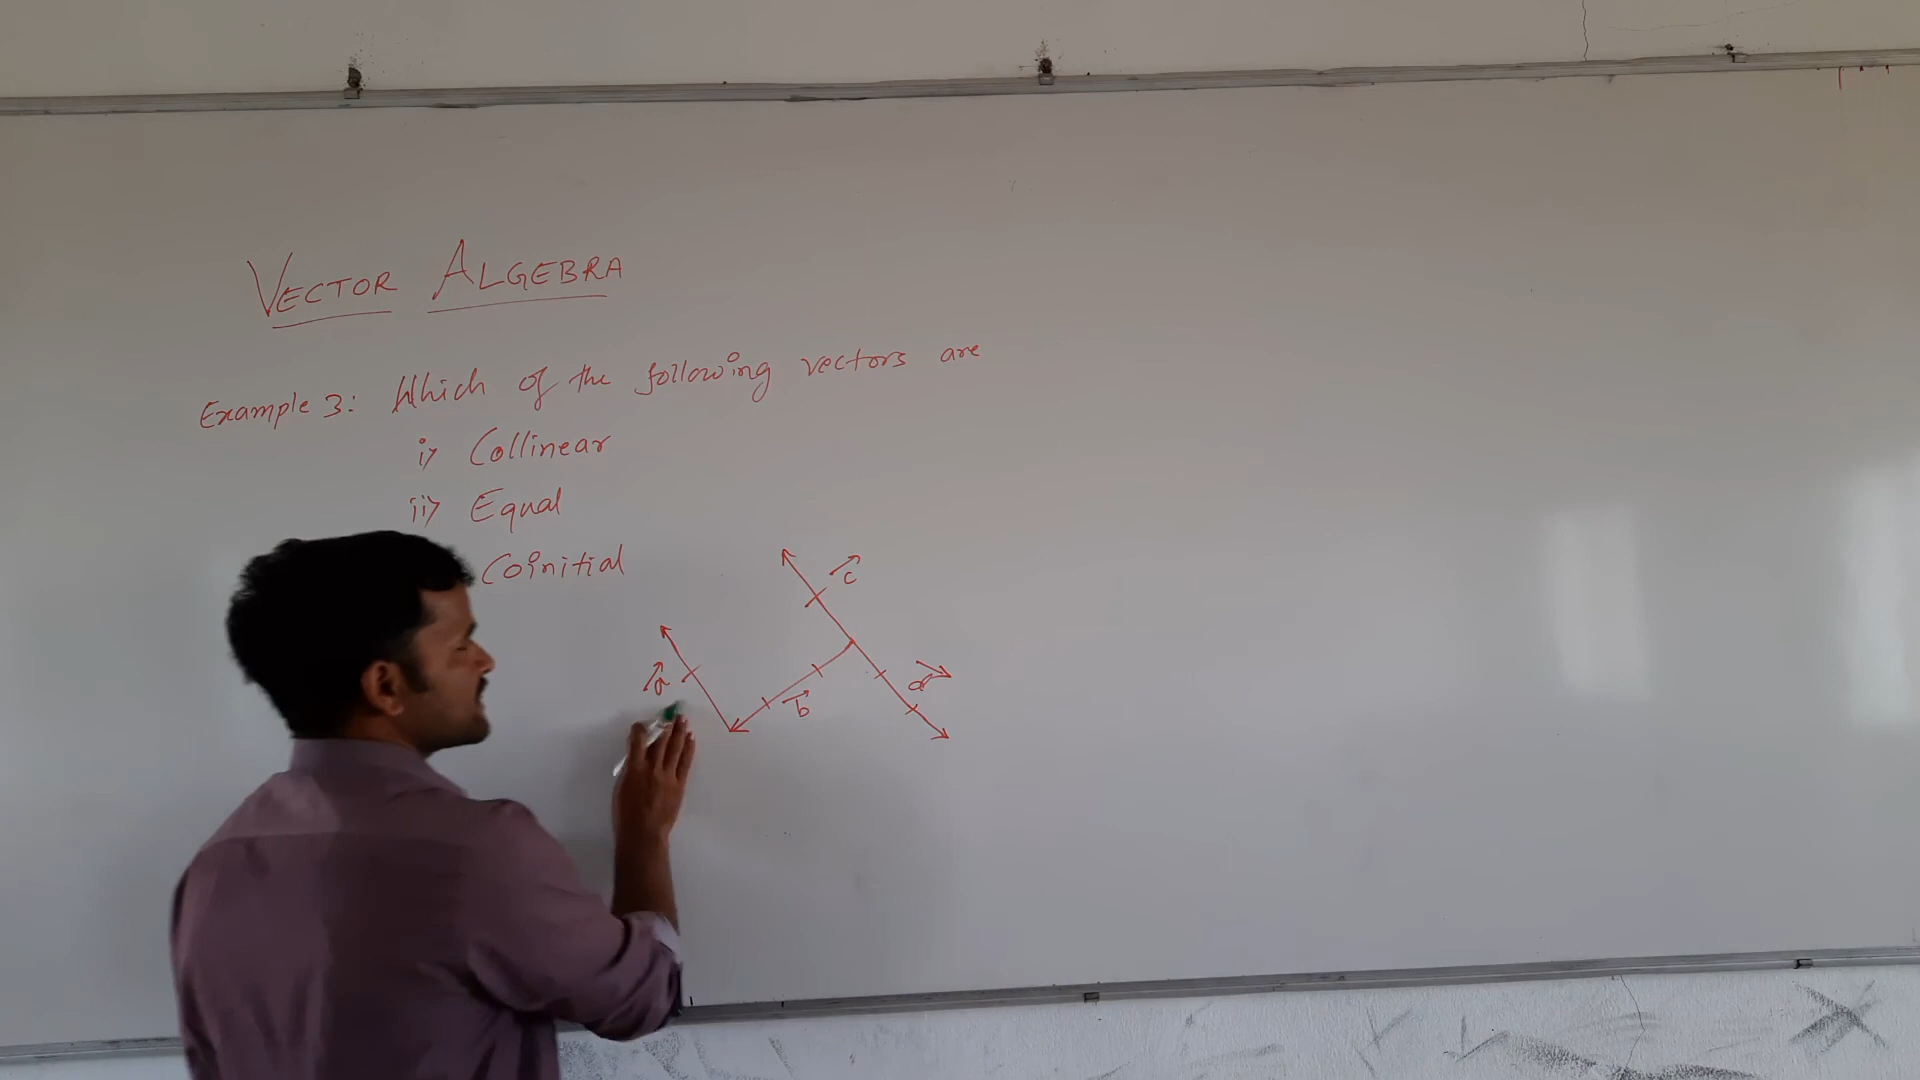 VECTOR ALGEBRA
Example 3: Which of the following vectors are
i) Collinear
ii) Equal
Coinitial
c
a
d
b